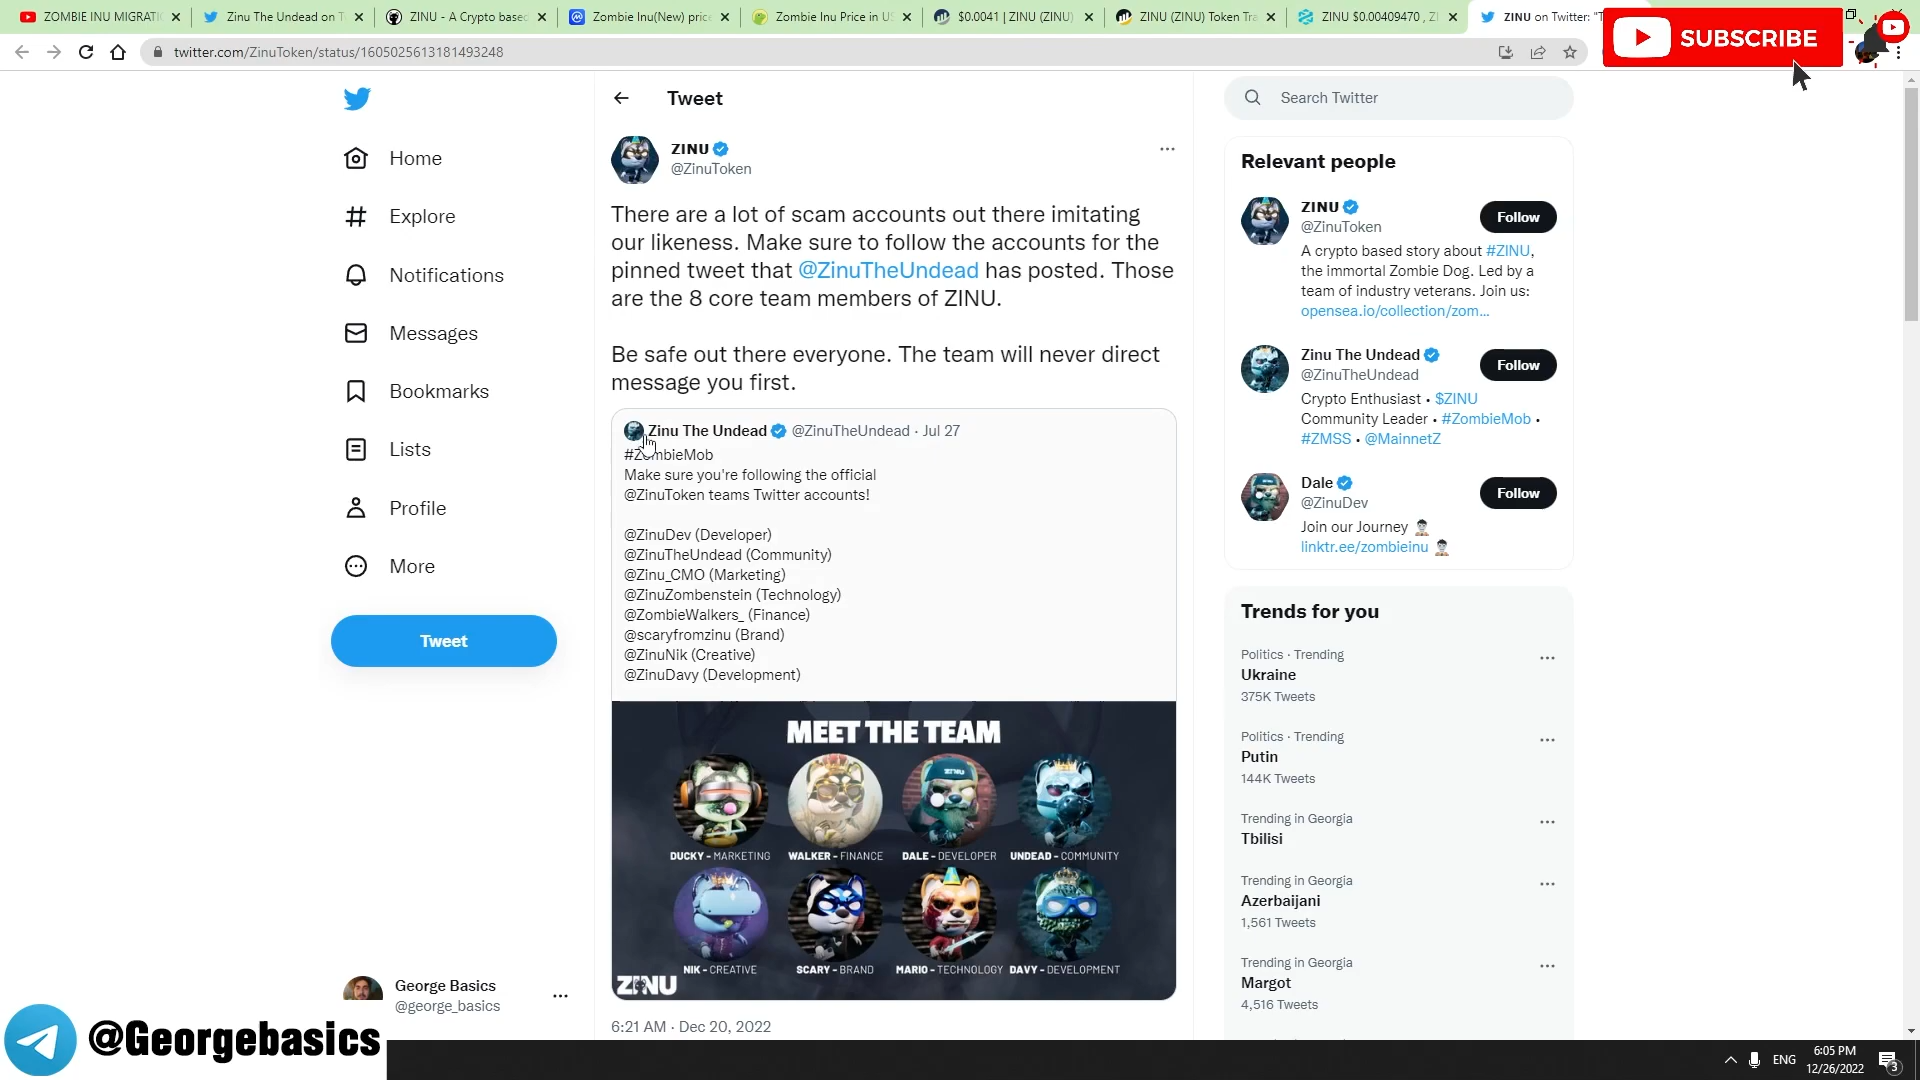 ZOMBIE INU MIGRATI
Zinu The Undead on T
ZINU - A Crypto based
Zombie Inu(New) price
Zombie Inu Price in US
$0.0041 | ZINU (ZINU)
ZINU (ZINU) Token Tra
ZINU $0.00409470 , Z
ZINU on Twitter: "T
SUBSCRIBE
twitter.com/ZinuToken/status/1605025613181493248
Home
Explore
Notifications
Messages
Bookmarks
Lists
Profile
More
Tweet
George Basics
@george_basics
@Georgebasics
Tweet
ZINU
@ZinuToken
There are a lot of scam accounts out there imitating
our likeness. Make sure to follow the accounts for the
pinned tweet that @ZinuTheUndead has posted. Those
are the 8 core team members of ZINU.
Be safe out there everyone. The team will never direct
message you first.
Zinu The Undead @ZinuTheUndead · Jul 27
#ZombieMob
Make sure you're following the official
@ZinuToken teams Twitter accounts!
@ZinuDev (Developer)
@ZinuTheUndead (Community)
@Zinu_CMO (Marketing)
@ZinuZombenstein (Technology)
@ZombieWalkers_ (Finance)
@scaryfromzinu (Brand)
@ZinuNik (Creative)
@ZinuDavy (Development)
MEET THE TEAM
ZINU
DUCKY - MARKETING
WALKER - FINANCE
DALE - DEVELOPER
UNDEAD - COMMUNITY
NIK - CREATIVE
SCARY - BRAND
MARIO - TECHNOLOGY
DAVY - DEVELOPMENT
ZINU
6:21 AM · Dec 20, 2022
Search Twitter
Relevant people
ZINU
@ZinuToken
Follow
A crypto based story about #ZINU,
the immortal Zombie Dog. Led by a
team of industry veterans. Join us:
opensea.io/collection/zom...
Zinu The Undead
@ZinuTheUndead
Follow
Crypto Enthusiast • $ZINU
Community Leader • #ZombieMob •
#ZMSS • @MainnetZ
Dale
@ZinuDev
Follow
Join our Journey
linktr.ee/zombieinu
Trends for you
Politics · Trending
Ukraine
375K Tweets
Politics · Trending
Putin
144K Tweets
Trending in Georgia
Tbilisi
Trending in Georgia
Azerbaijani
1,561 Tweets
Trending in Georgia
Margot
4,516 Tweets
ENG
6:05 PM
12/26/2022
3